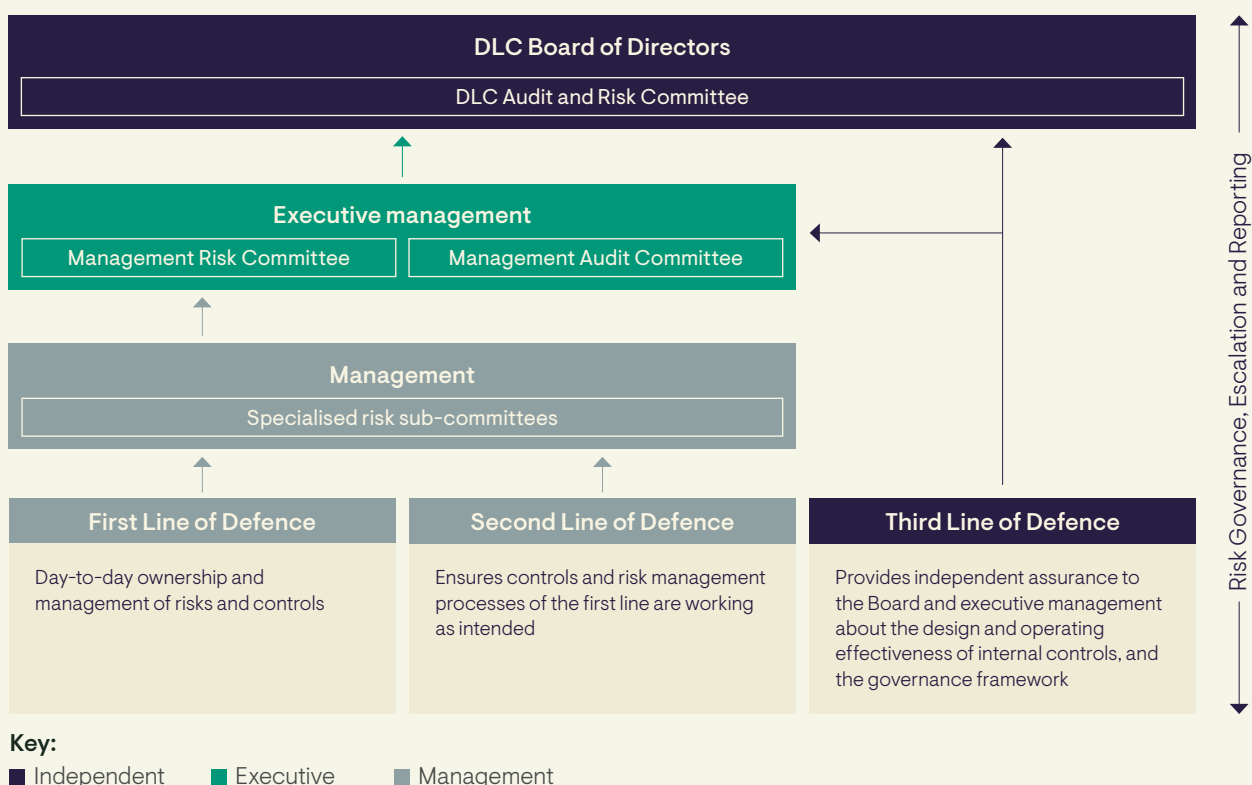 DLC Board of Directors
DLC Audit and Risk Committee
Executive management
Management Risk Committee
Management Audit Committee
Management
Specialised risk sub-committees
First Line of Defence
Day-to-day ownership and
management of risks and controls
Second Line of Defence
Ensures controls and risk management
processes of the first line are working
as intended
Third Line of Defence
Provides independent assurance to
the Board and executive management
about the design and operating
effectiveness of internal controls, and
the governance framework
Risk Governance, Escalation and Reporting
Key:
Independent
Executive
Management